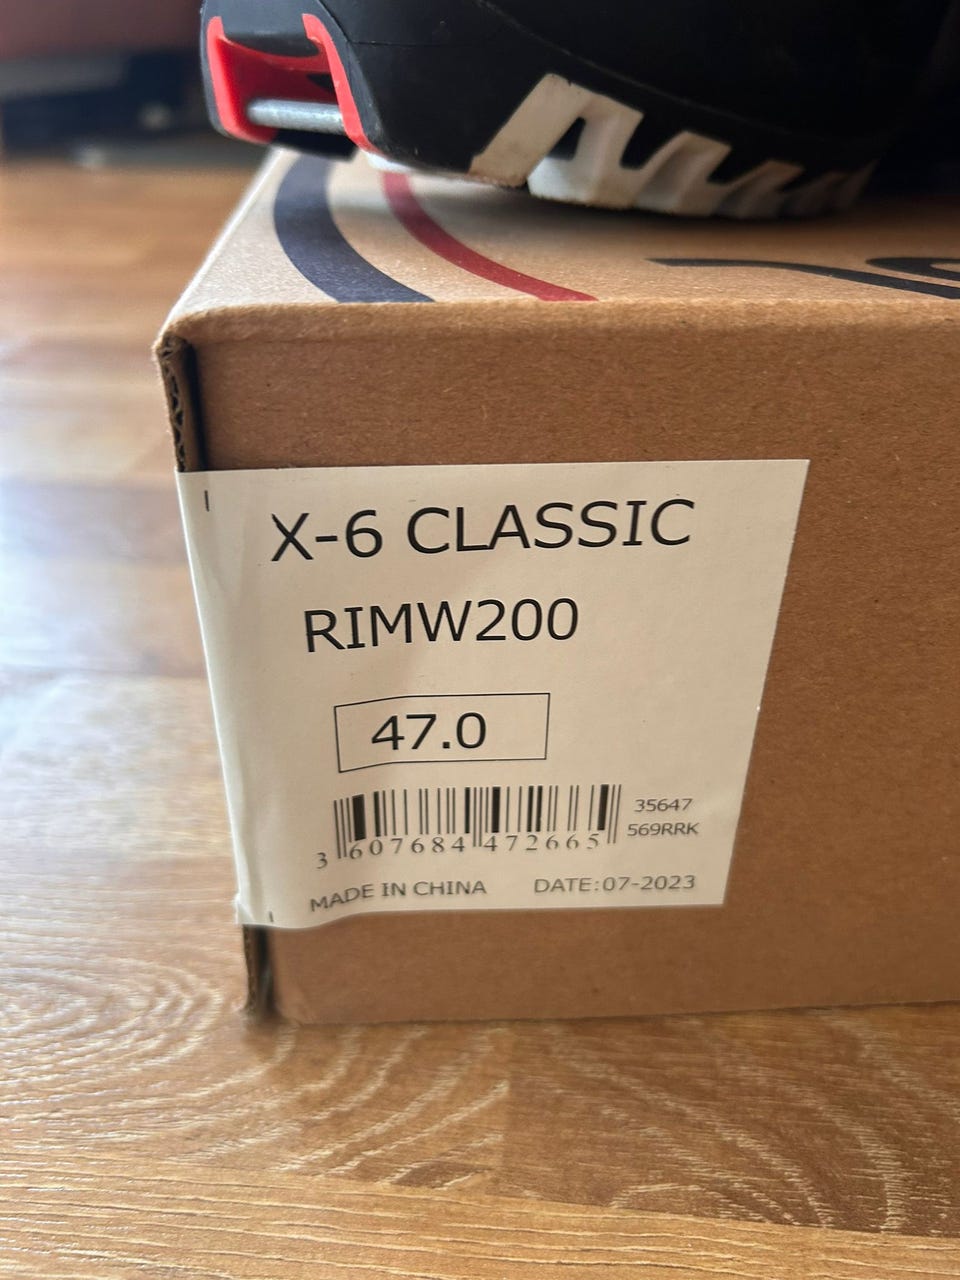 X-6 CLASSIC
RIMW200
47.0
35647
569RRK
3 607684 472665
MADE IN CHINA DATE:07-2023